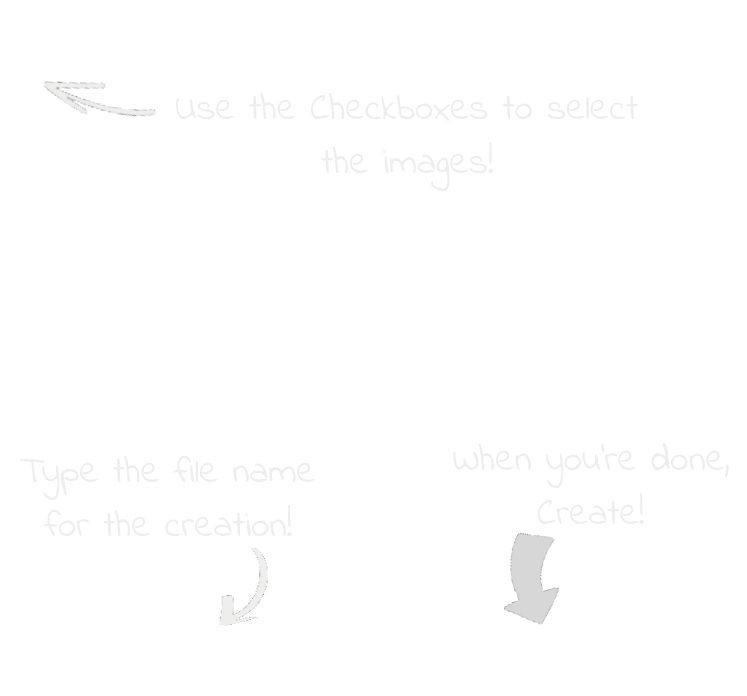 Use the Checkboxes to select
the images!
Type the file name
for the creation!
When you're done,
Create!